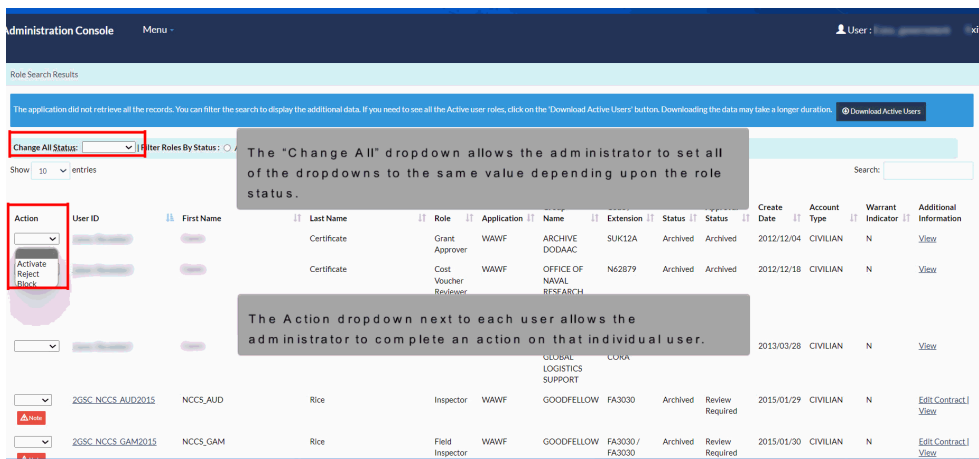 Administration Console Menu User :
Role Search Results
The application did not retrieve all the records. You can filter the search to display the additional data. If you need to see all the Active user roles, click on the 'Download Active Users' button. Downloading the data may take a longer duration. Download Active Users
Change All Status: | Filter Roles By Status :
The "Change All" dropdown allows the administrator to set all
of the dropdowns to the same value depending upon the role
status.
Show 10 entries Search:
Action User ID First Name Last Name Role Application Name Extension Status Status Create Date Account Type Warrant Indicator Additional Information
Certificate Grant Approver WAWF ARCHIVE DODAAC SUK12A Archived Archived 2012/12/04 CIVILIAN N View
Activate
Reject
Block
Certificate Cost Voucher Reviewer WAWF OFFICE OF NAVAL RESEARCH N62879 Archived Archived 2012/12/18 CIVILIAN N View
The Action dropdown next to each user allows the
administrator to complete an action on that individual user.
GLOBAL LOGISTICS SUPPORT CORA 2013/03/28 CIVILIAN N View
2GSC_NCCS_AUD2015 NCCS_AUD Rice Inspector WAWF GOODFELLOW FA3030 Archived Review Required 2015/01/29 CIVILIAN N Edit Contract | View
Note
2GSC_NCCS_GAM2015 NCCS_GAM Rice Field Inspector WAWF GOODFELLOW FA3030 / FA3030 Archived Review Required 2015/01/30 CIVILIAN N Edit Contract | View